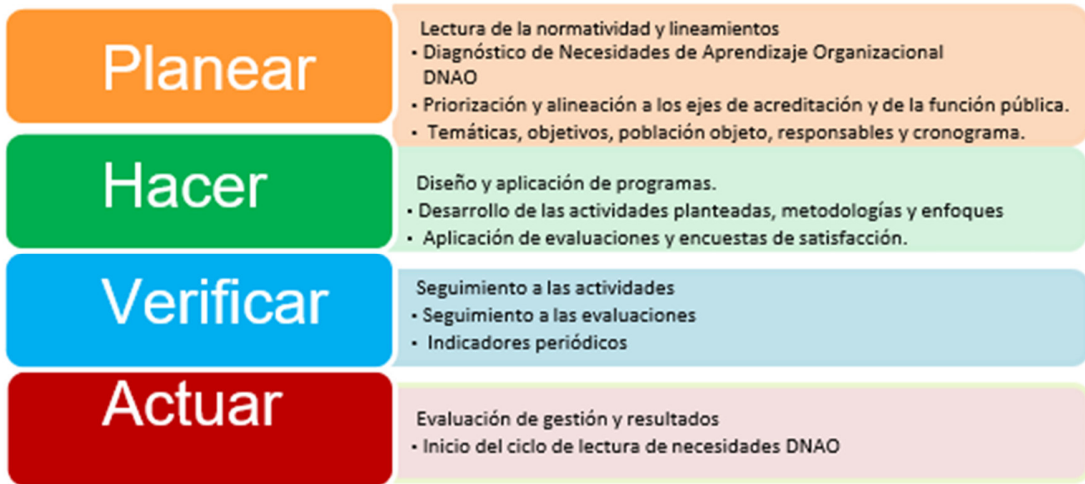 Planear
Lectura de la normatividad y lineamientos
• Diagnóstico de Necesidades de Aprendizaje Organizacional
DNAO
• Priorización y alineación a los ejes de acreditación y de la función pública.
• Temáticas, objetivos, población objeto, responsables y cronograma.
Hacer
Diseño y aplicación de programas.
• Desarrollo de las actividades planteadas, metodologías y enfoques
• Aplicación de evaluaciones y encuestas de satisfacción.
Verificar
Seguimiento a las actividades
• Seguimiento a las evaluaciones
• Indicadores periódicos
Actuar
Evaluación de gestión y resultados
• Inicio del ciclo de lectura de necesidades DNAO